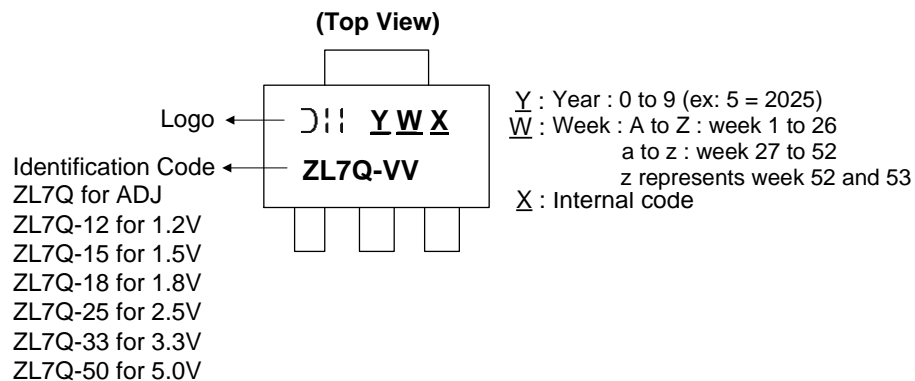 (Top View)
Logo
Y W X
ZL7Q-VV
Identification Code
ZL7Q for ADJ
ZL7Q-12 for 1.2V
ZL7Q-15 for 1.5V
ZL7Q-18 for 1.8V
ZL7Q-25 for 2.5V
ZL7Q-33 for 3.3V
ZL7Q-50 for 5.0V
Y : Year : 0 to 9 (ex: 5 = 2025)
W : Week : A to Z : week 1 to 26
a to z : week 27 to 52
z represents week 52 and 53
X : Internal code